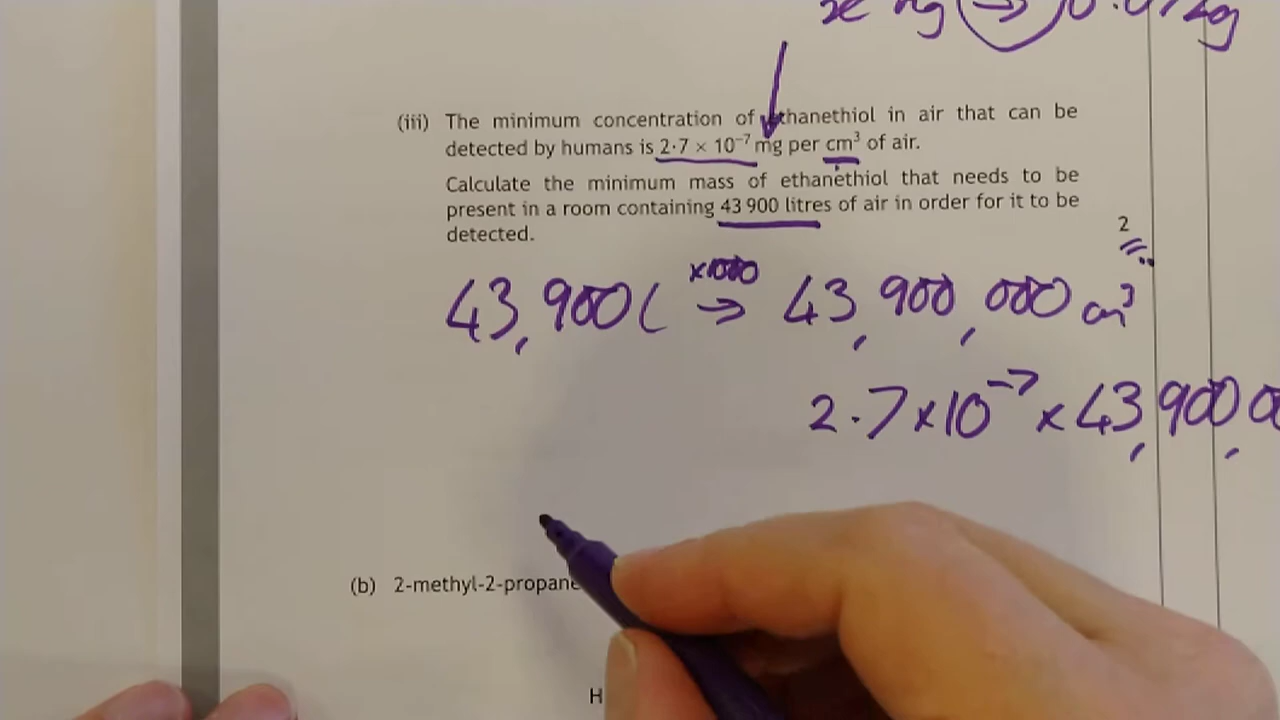 (iii) The minimum concentration of ethanethiol in air that can be
detected by humans is 2·7 × 10⁻⁷ mg per cm³ of air.
Calculate the minimum mass of ethanethiol that needs to be
present in a room containing 43 900 litres of air in order for it to be
detected.
2
×1000
43,900L → 43,900,000 cm³
2.7×10⁻⁷ × 43,900,00
(b) 2-methyl-2-propane
H